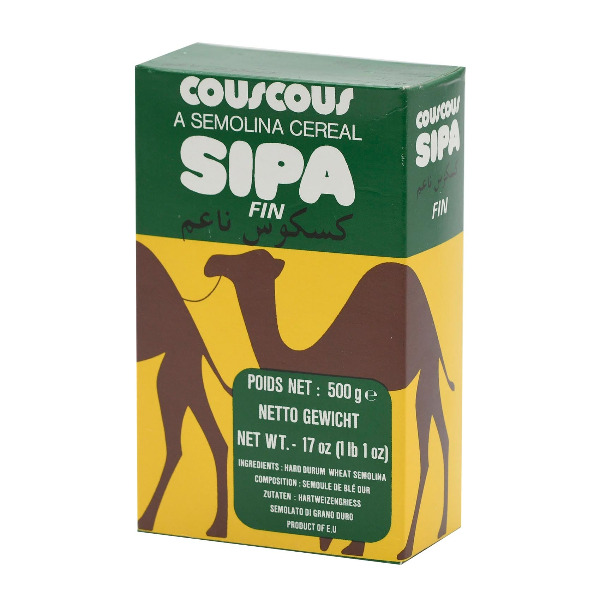 COUSCOUS
A SEMOLINA CEREAL
SIPA
FIN
كسكوس ناعم
POIDS NET : 500 g ℮
NETTO GEWICHT
NET WT.- 17 oz (1 lb 1 oz)
INGREDIENTS : HARD DURUM WHEAT SEMOLINA
COMPOSITION : SEMOULE DE BLÉ DUR
ZUTATEN : HARTWEIZENGRIESS
SEMOLATO DI GRANO DURO
PRODUCT OF E.U
COUSCOUS
SIPA
كسكوس ناعم
FIN